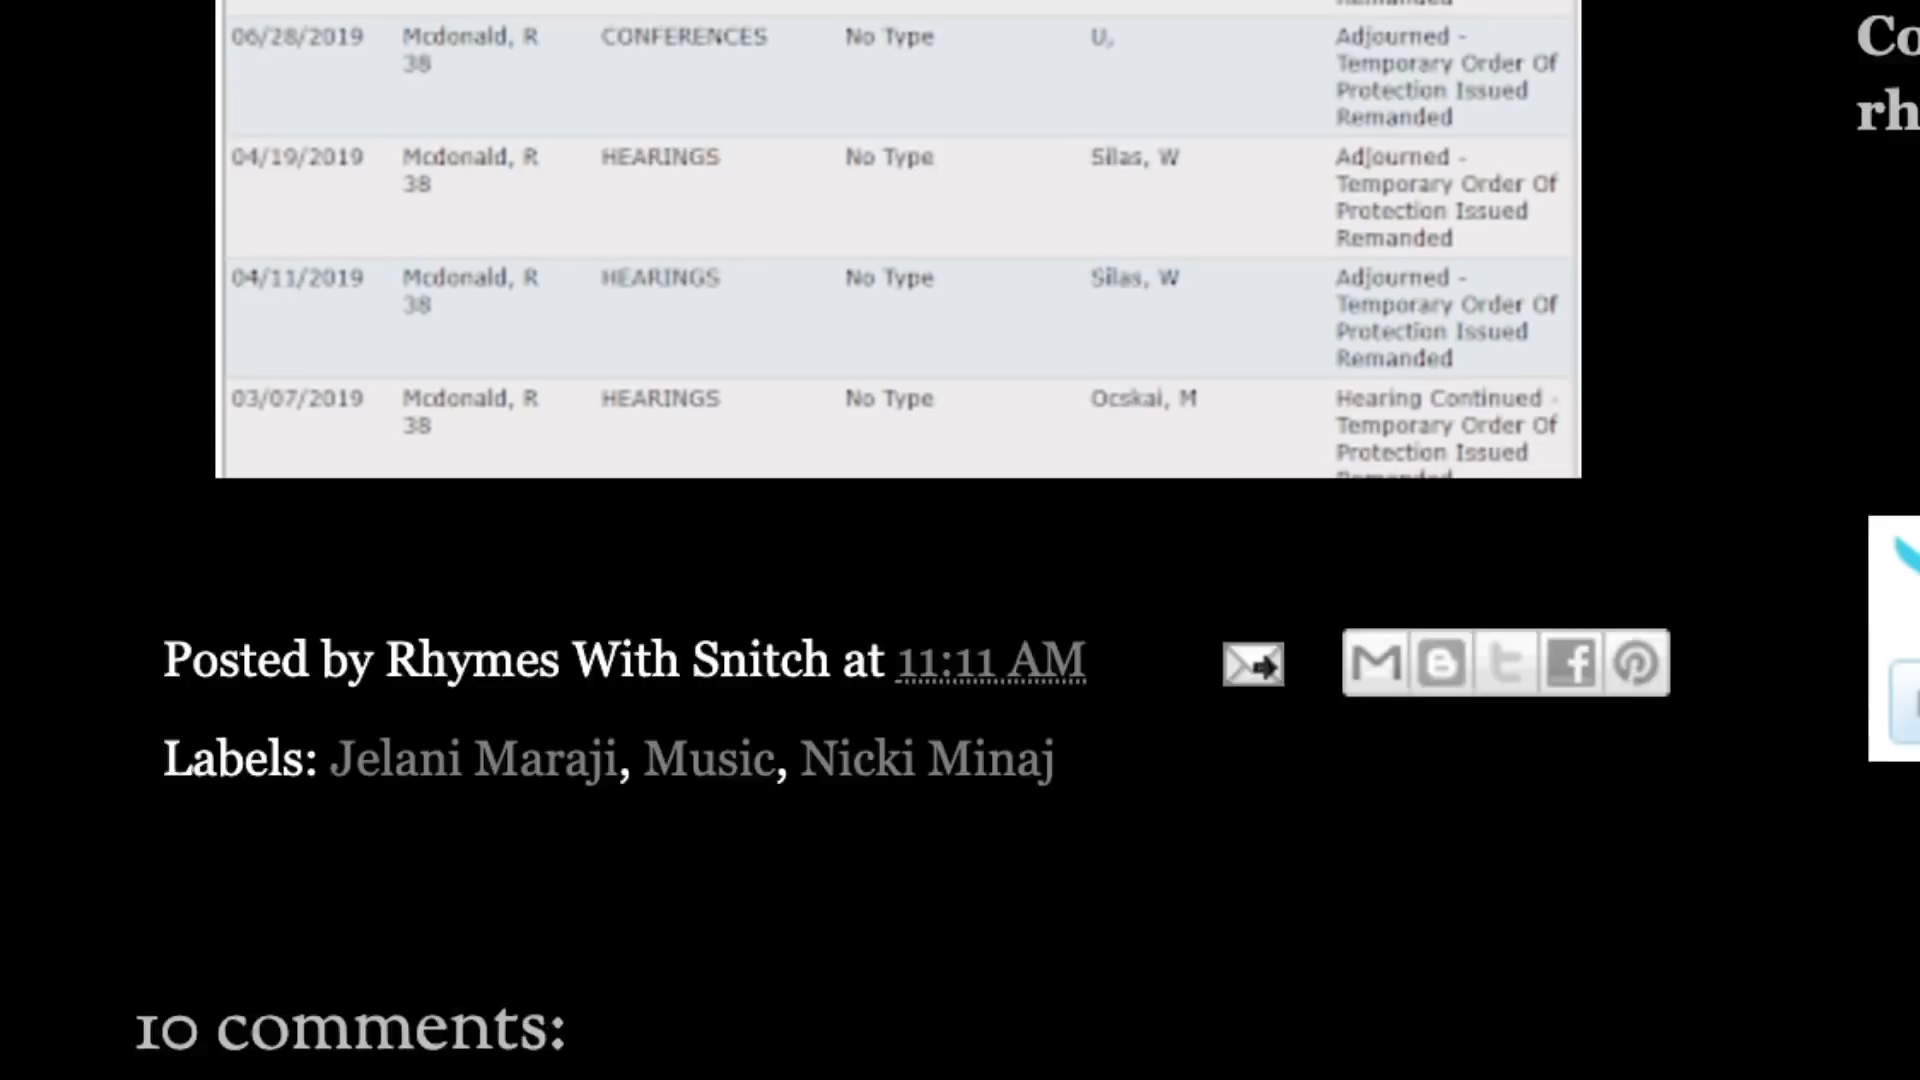 06/28/2019 Mcdonald, R CONFERENCES No Type U, Adjourned -
38 Temporary Order Of
Protection Issued
Remanded
04/19/2019 Mcdonald, R HEARINGS No Type Silas, W Adjourned -
38 Temporary Order Of
Protection Issued
Remanded
04/11/2019 Mcdonald, R HEARINGS No Type Silas, W Adjourned -
38 Temporary Order Of
Protection Issued
Remanded
03/07/2019 Mcdonald, R HEARINGS No Type Ocskai, M Hearing Continued -
38 Temporary Order Of
Protection Issued
Co
rh
Posted by Rhymes With Snitch at 11:11 AM
Labels: Jelani Maraji, Music, Nicki Minaj
10 comments: